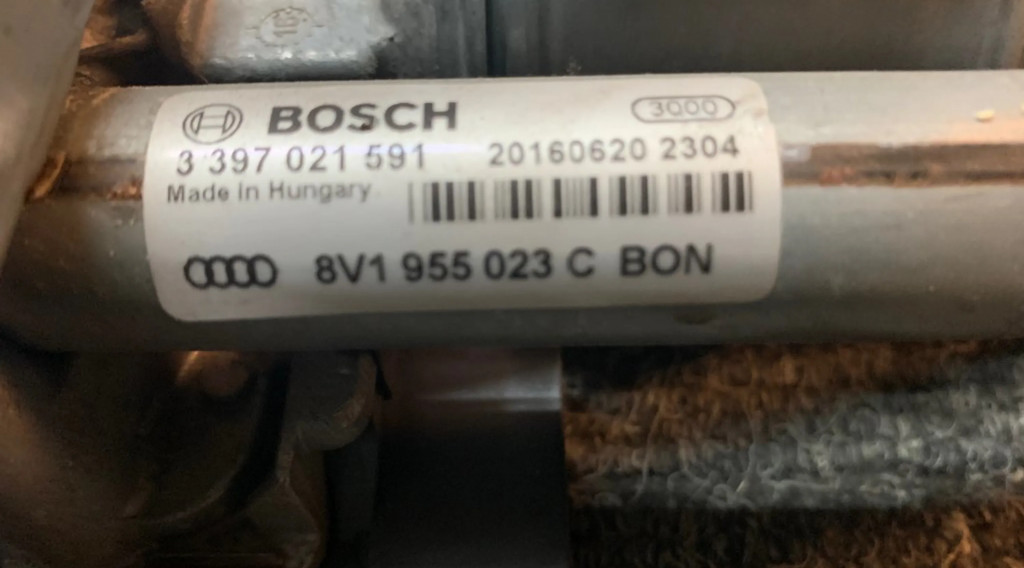 BOSCH 3000
3 397 021 591 20160620 2304
Made In Hungary
8V1 955 023 C BON